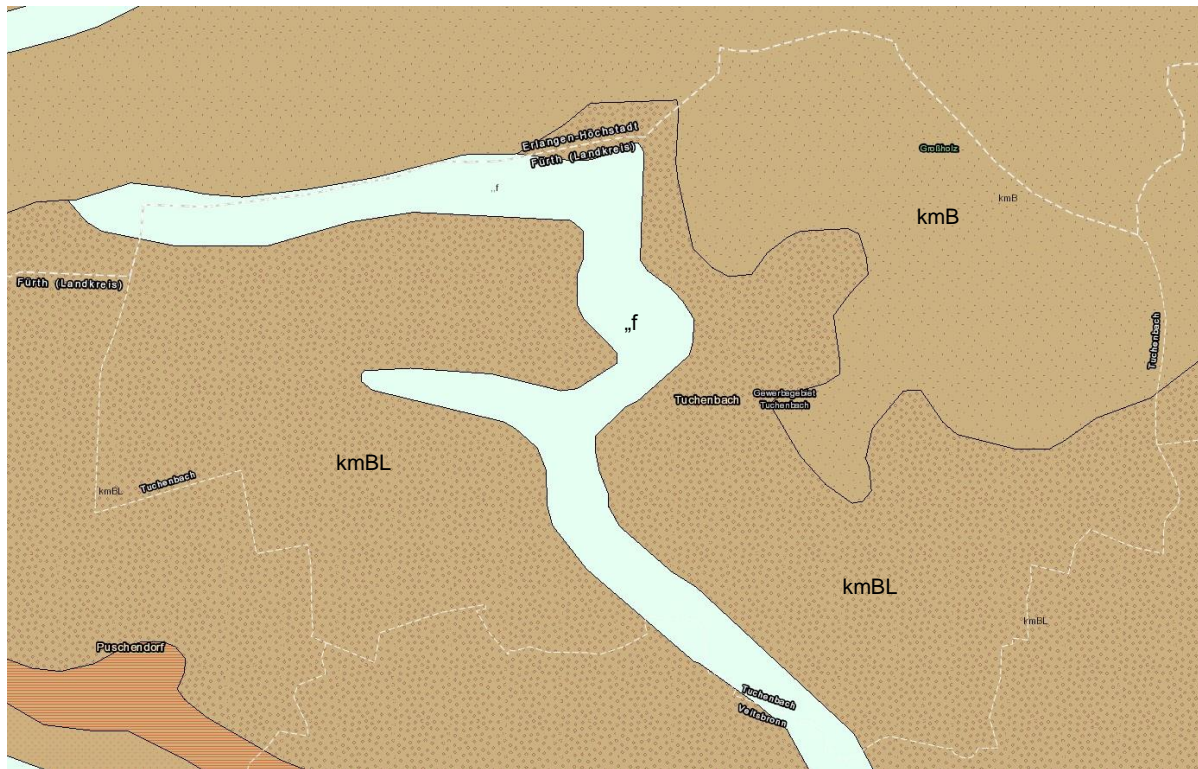 Erlangen-Höchstadt
Fürth (Landkreis)
Großholz
„f
kmB
kmB
Fürth (Landkreis)
„f
Tuchenbach
Tuchenbach
Gewerbegebiet
Tuchenbach
kmBL
Tuchenbach
kmBL
kmBL
kmBL
Puschendorf
Tuchenbach
Veitsbronn